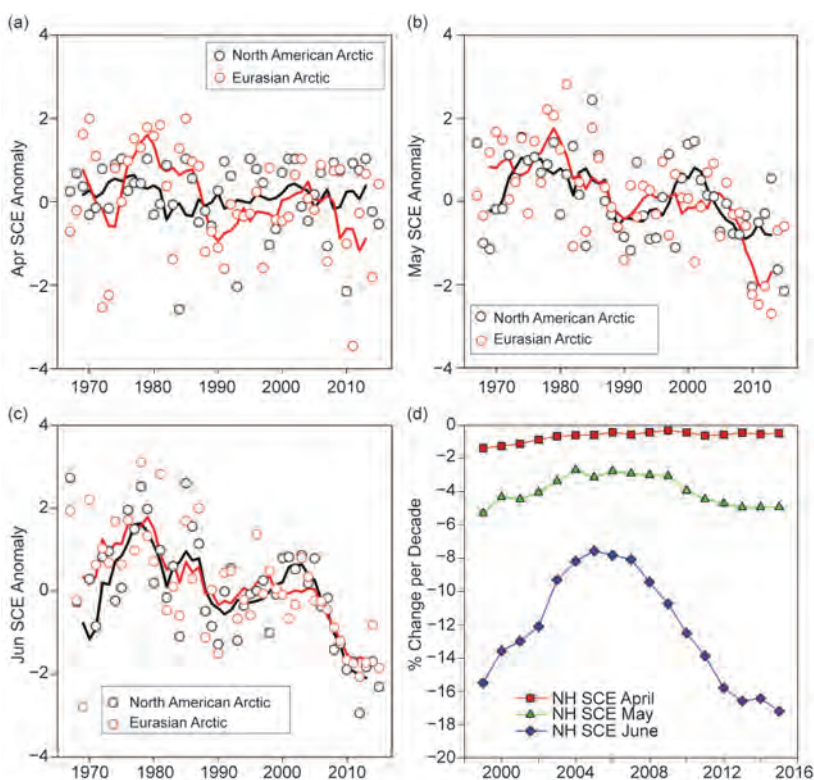 (a)
4
2
0
−2
−4
Apr SCE Anomaly
North American Arctic
Eurasian Arctic
1970 1980 1990 2000 2010
(b)
4
2
0
−2
−4
May SCE Anomaly
North American Arctic
Eurasian Arctic
1970 1980 1990 2000 2010
(c)
4
2
0
−2
−4
Jun SCE Anomaly
North American Arctic
Eurasian Arctic
1970 1980 1990 2000 2010
(d)
0
−2
−4
−6
−8
−10
−12
−14
−16
−18
−20
% Change per Decade
NH SCE April
NH SCE May
NH SCE June
2000 2004 2008 2012 2016